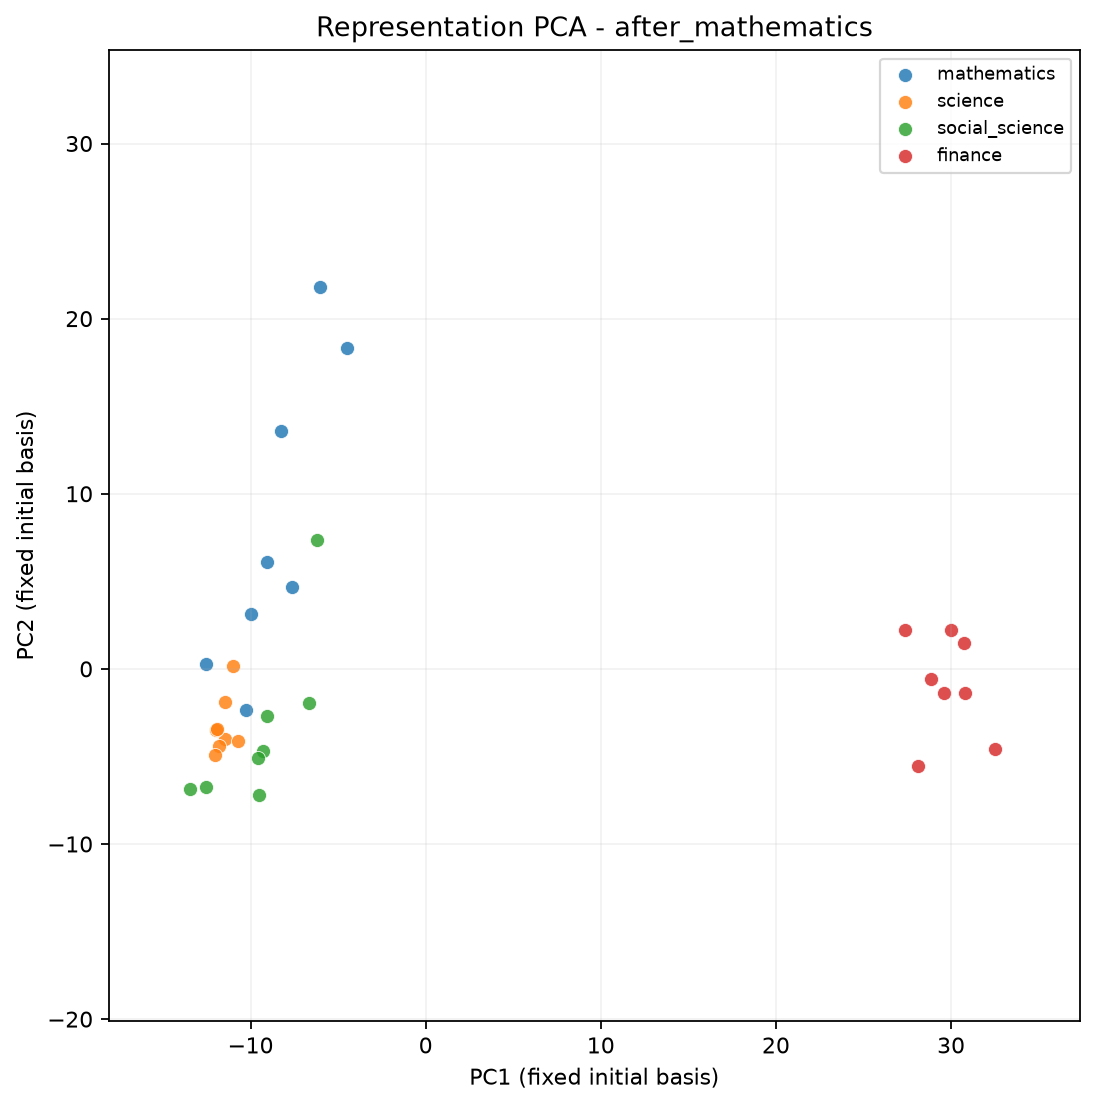 Representation PCA - after_mathematics
mathematics
science
social_science
finance
30
20
10
0
−10
−20
PC2 (fixed initial basis)
−10
0
10
20
30
PC1 (fixed initial basis)